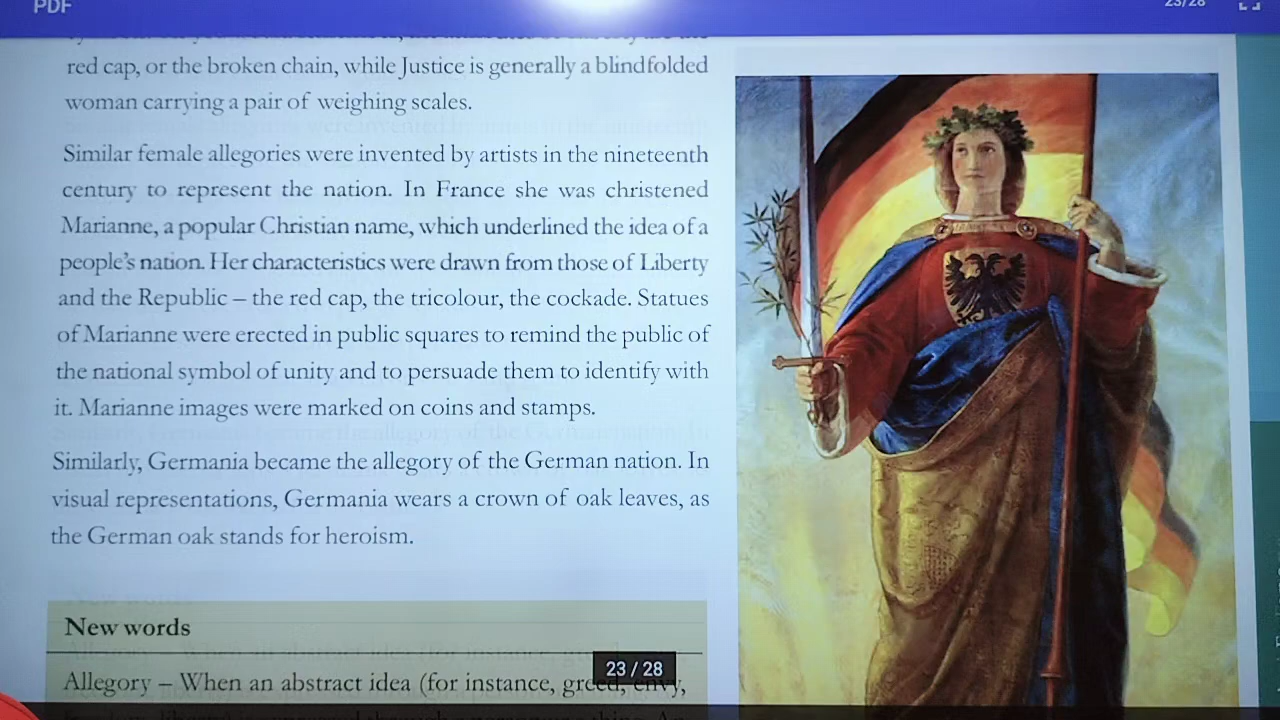 PDF
23/28
red cap, or the broken chain, while Justice is generally a blindfolded
woman carrying a pair of weighing scales.
Similar female allegories were invented by artists in the nineteenth
century to represent the nation. In France she was christened
Marianne, a popular Christian name, which underlined the idea of a
people's nation. Her characteristics were drawn from those of Liberty
and the Republic – the red cap, the tricolour, the cockade. Statues
of Marianne were erected in public squares to remind the public of
the national symbol of unity and to persuade them to identify with
it. Marianne images were marked on coins and stamps.
Similarly, Germania became the allegory of the German nation. In
visual representations, Germania wears a crown of oak leaves, as
the German oak stands for heroism.
New words
23 / 28
Allegory – When an abstract idea (for instance, greed, envy,